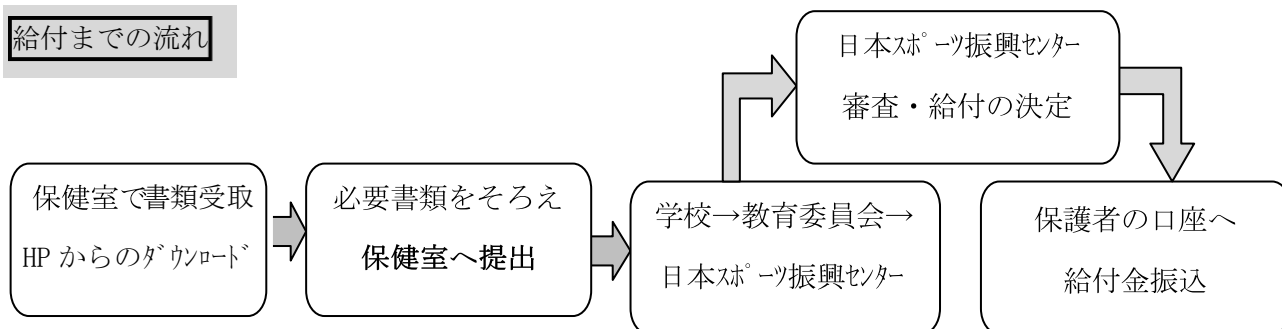 給付までの流れ
保健室で書類受取
HPからのダウンロード
必要書類をそろえ
保健室へ提出
学校→教育委員会→
日本スポーツ振興センター
日本スポーツ振興センター
審査・給付の決定
保護者の口座へ
給付金振込